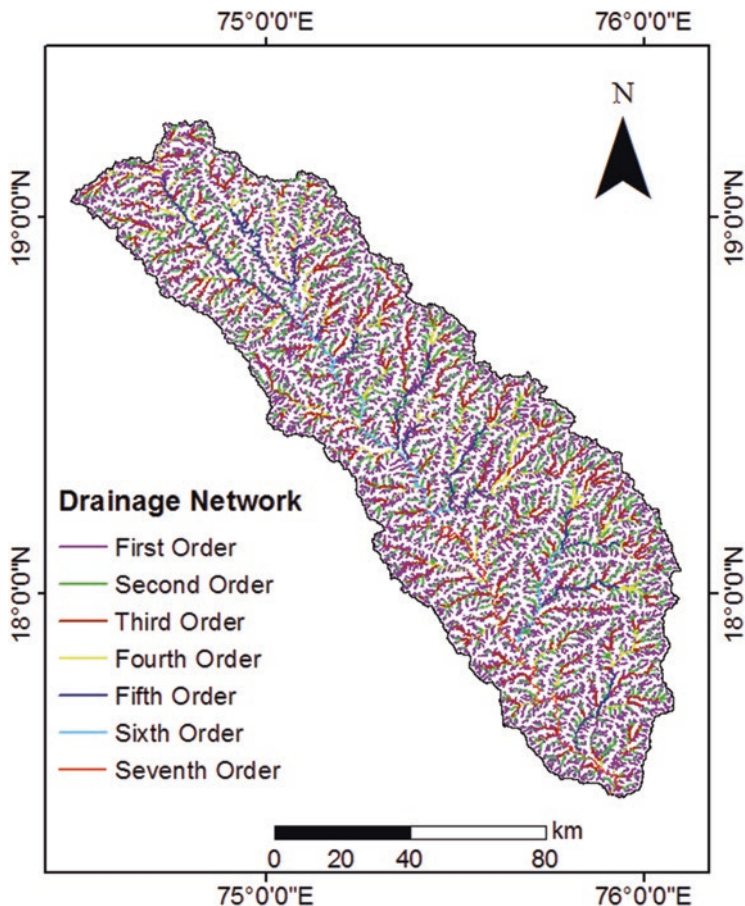 75°0'0"E 76°0'0"E
N
19°0'0"N 19°0'0"N
Drainage Network
First Order
Second Order
18°0'0"N 18°0'0"N
Third Order
Fourth Order
Fifth Order
Sixth Order
Seventh Order
km
0 20 40 80
75°0'0"E 76°0'0"E